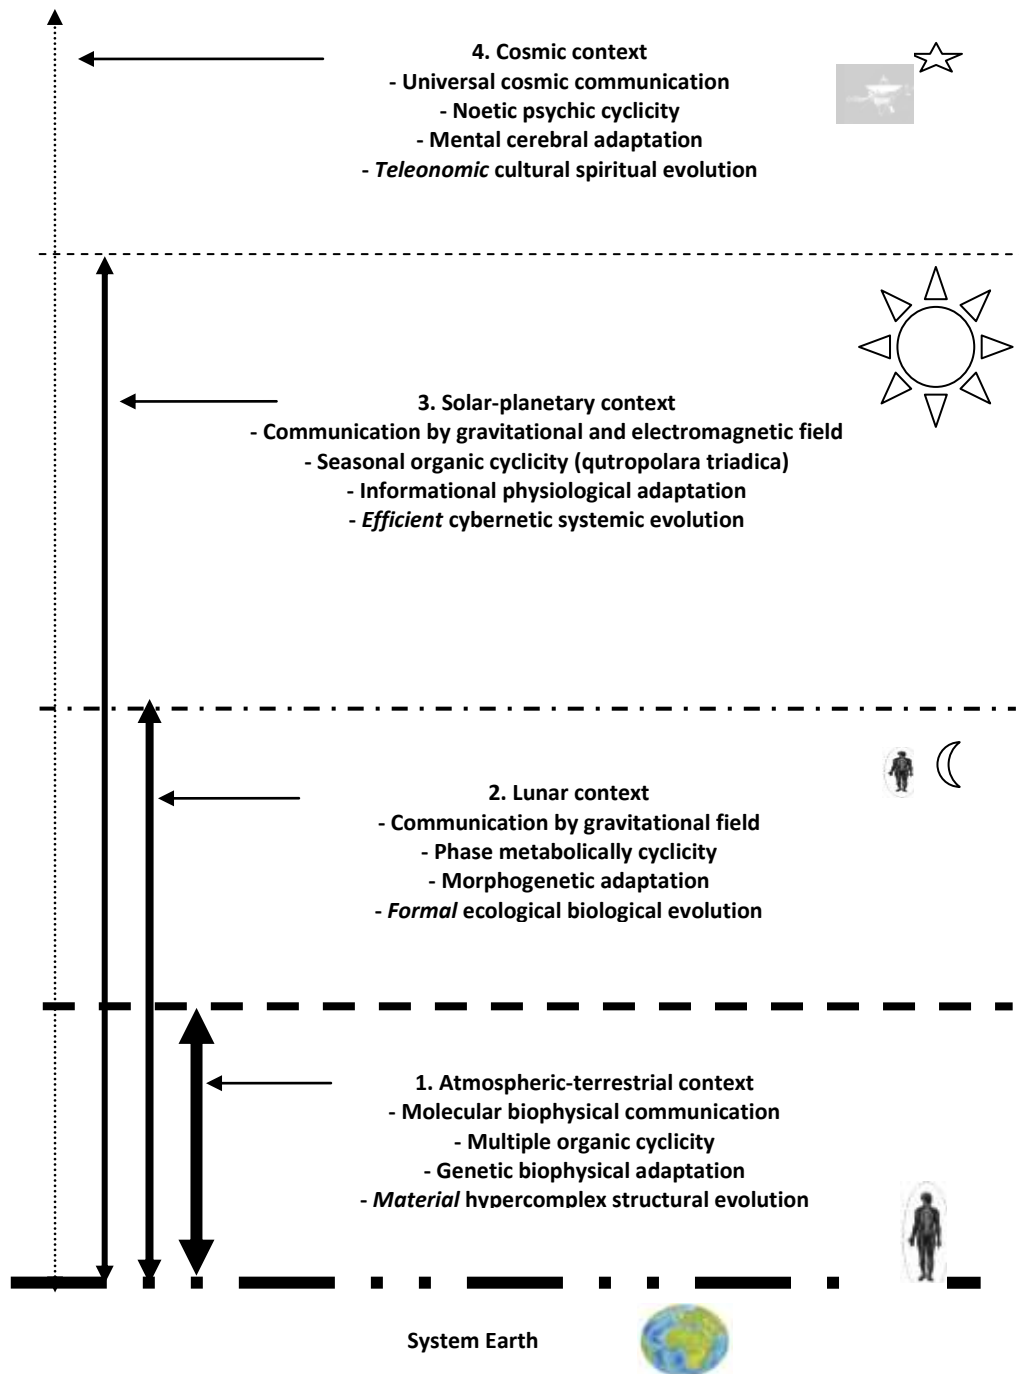 4. Cosmic context
- Universal cosmic communication
- Noetic psychic cyclicity
- Mental cerebral adaptation
- Teleonomic cultural spiritual evolution
3. Solar-planetary context
- Communication by gravitational and electromagnetic field
- Seasonal organic cyclicity (qutropolara triadica)
- Informational physiological adaptation
- Efficient cybernetic systemic evolution
2. Lunar context
- Communication by gravitational field
- Phase metabolically cyclicity
- Morphogenetic adaptation
- Formal ecological biological evolution
1. Atmospheric-terrestrial context
- Molecular biophysical communication
- Multiple organic cyclicity
- Genetic biophysical adaptation
- Material hypercomplex structural evolution
System Earth